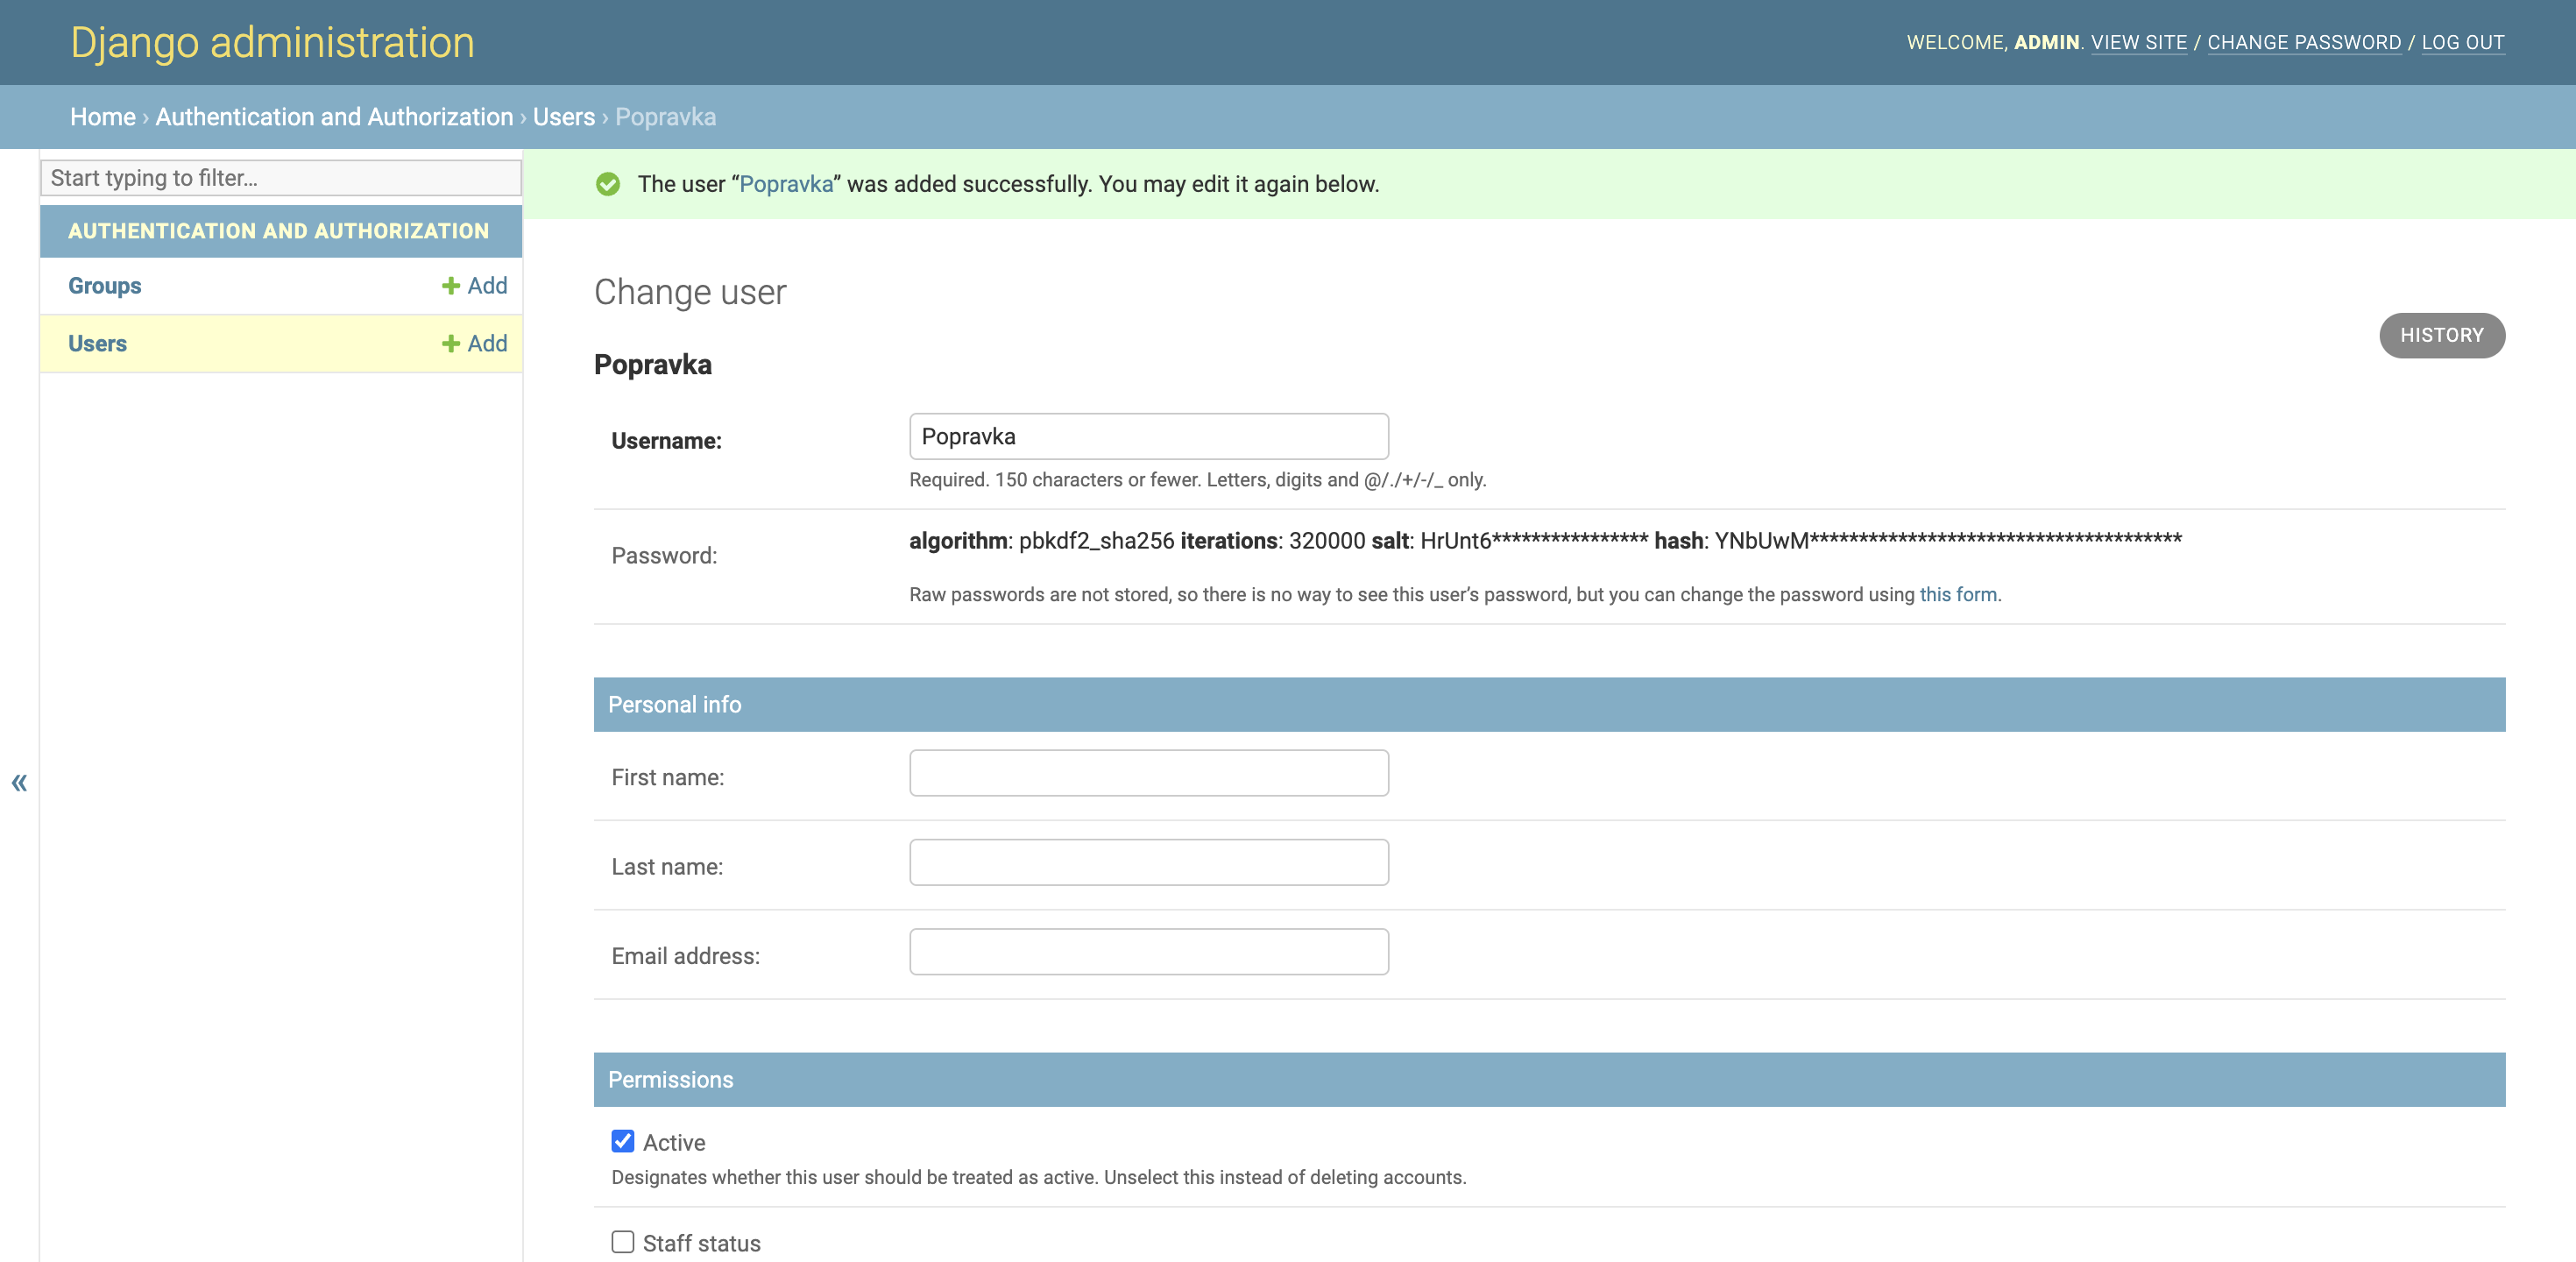 Django administration
WELCOME, ADMIN. VIEW SITE / CHANGE PASSWORD / LOG OUT
Home › Authentication and Authorization › Users › Popravka
Start typing to filter...
AUTHENTICATION AND AUTHORIZATION
Groups + Add
Users + Add
«
The user “Popravka” was added successfully. You may edit it again below.
Change user
HISTORY
Popravka
Username: Popravka
Required. 150 characters or fewer. Letters, digits and @/./+/-/_ only.
Password: algorithm: pbkdf2_sha256 iterations: 320000 salt: HrUnt6**************** hash: YNbUwM**************************************
Raw passwords are not stored, so there is no way to see this user’s password, but you can change the password using this form.
Personal info
First name:
Last name:
Email address:
Permissions
Active
Designates whether this user should be treated as active. Unselect this instead of deleting accounts.
Staff status